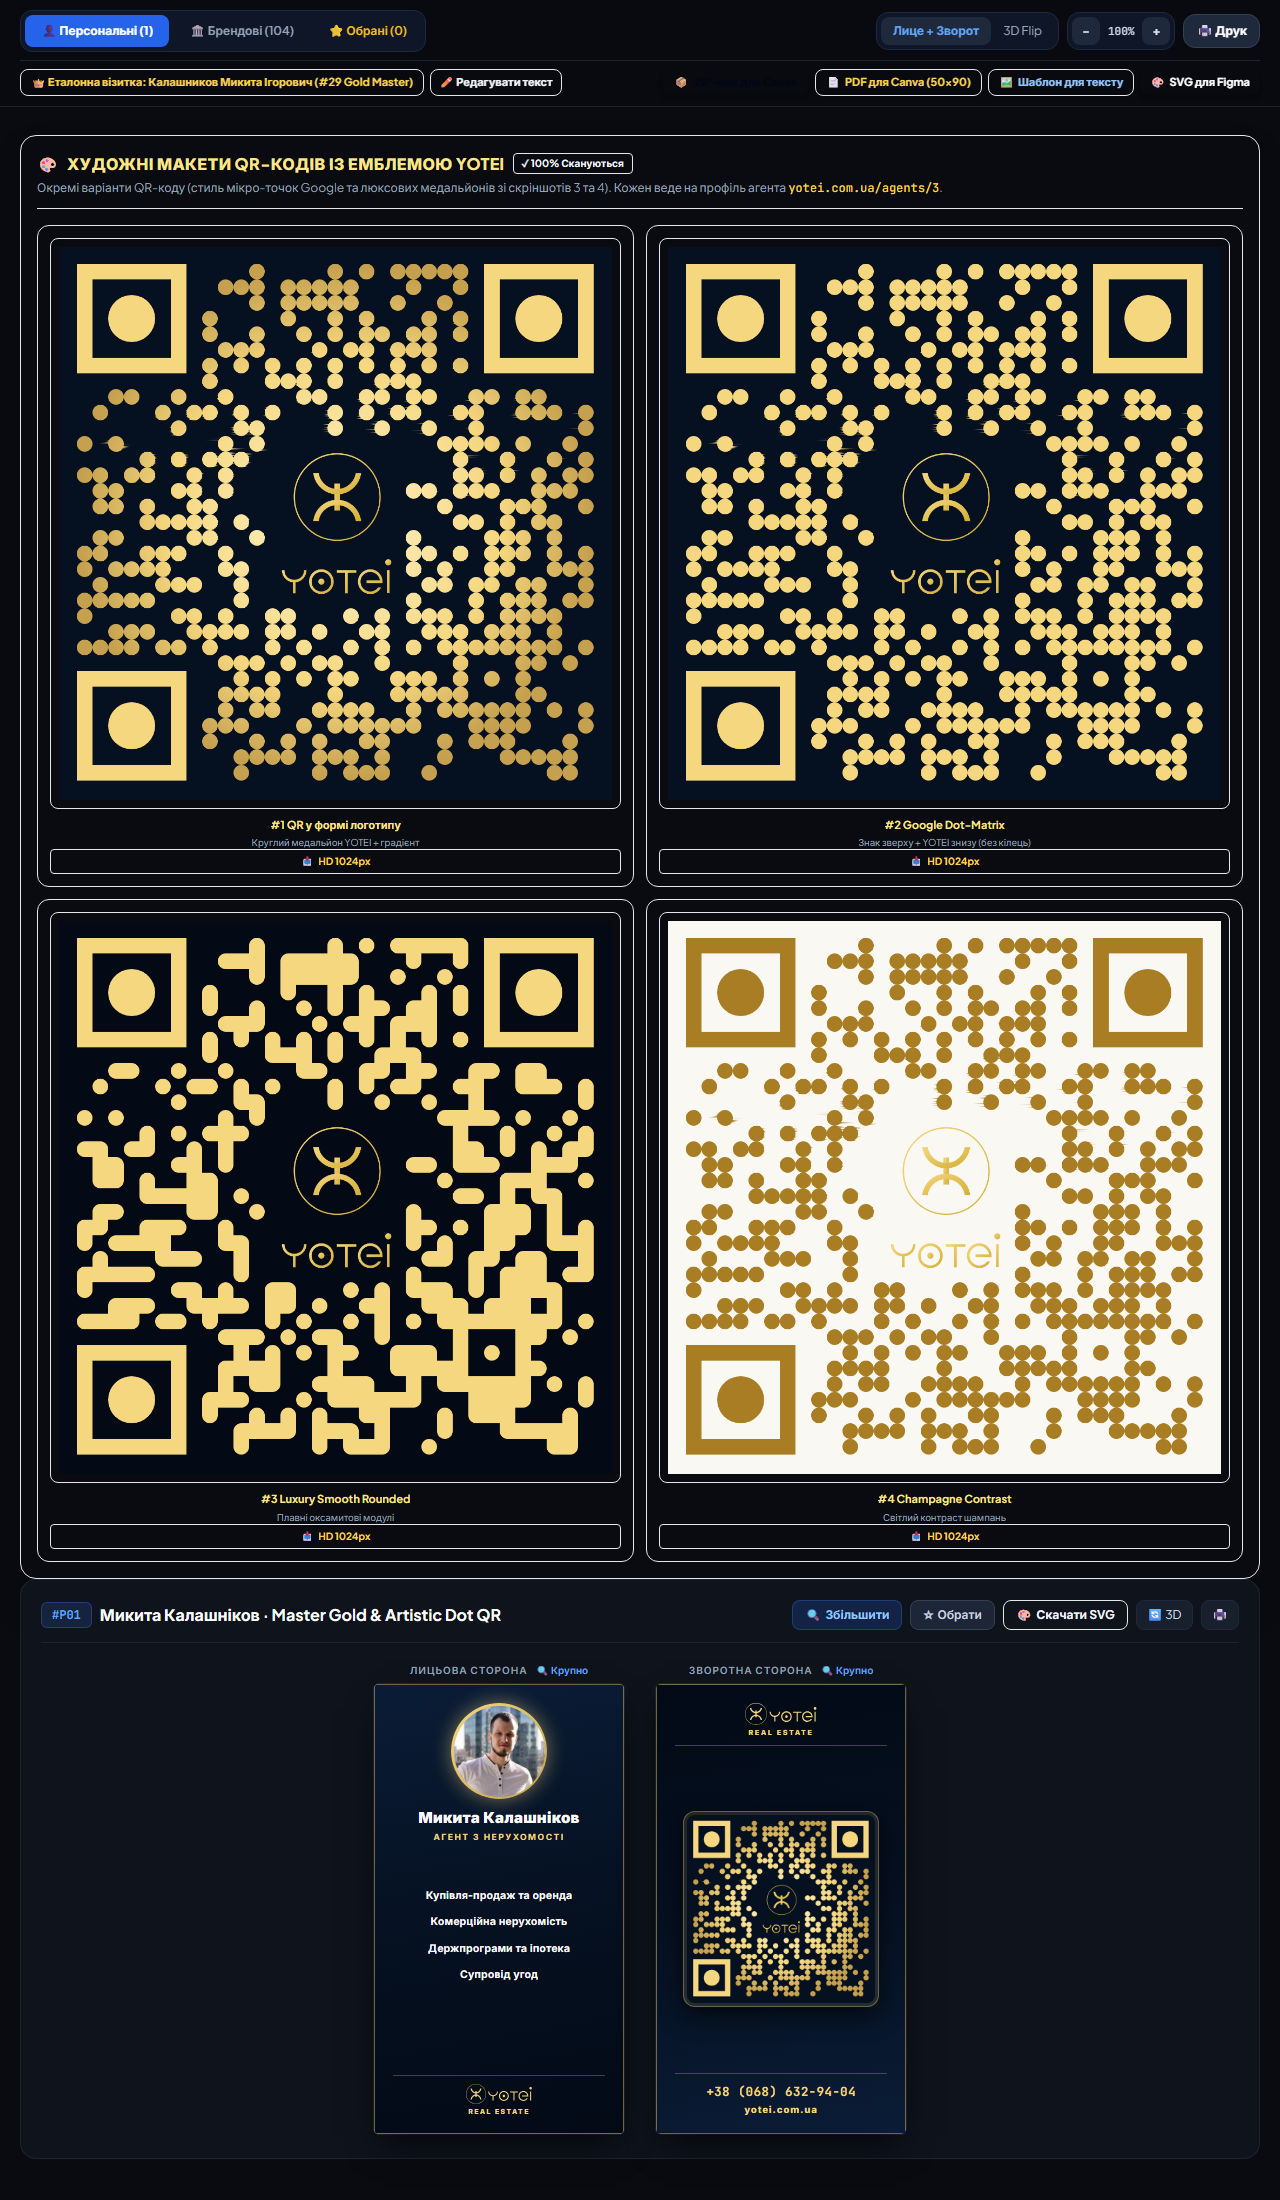 Персональні (1)
Брендові (104)
Обрані (0)
Лице + Зворот
3D Flip
−
100%
+
Друк
Еталонна візитка: Калашников Микита Ігорович (#29 Gold Master)
Редагувати текст
PDF для Canva (50×90)
Шаблон для тексту
SVG для Figma
ХУДОЖНІ МАКЕТИ QR-КОДІВ ІЗ ЕМБЛЕМОЮ YOTEI
✓ 100% Скануються
Окремі варіанти QR-коду (стиль мікро-точок Google та люксових медальйонів зі скріншотів 3 та 4). Кожен веде на профіль агента yotei.com.ua/agents/3.
YOTEI
YOTEI
#1 QR у формі логотипу
Круглий медальйон YOTEI + градієнт
HD 1024px
#2 Google Dot-Matrix
Знак зверху + YOTEI знизу (без кілець)
HD 1024px
YOTEI
YOTEI
#3 Luxury Smooth Rounded
Плавні оксамитові модулі
HD 1024px
#4 Champagne Contrast
Світлий контраст шампань
HD 1024px
#P01
Микита Калашніков · Master Gold & Artistic Dot QR
Збільшити
☆ Обрати
Скачати SVG
3D
ЛИЦЬОВА СТОРОНА
Крупно
ЗВОРОТНА СТОРОНА
Крупно
Микита Калашніков
АГЕНТ З НЕРУХОМОСТІ
Купівля-продаж та оренда
Комерційна нерухомість
Держпрограми та іпотека
Супровід угод
YOTEI
REAL ESTATE
YOTEI
REAL ESTATE
YOTEI
+38 (068) 632-94-04
yotei.com.ua